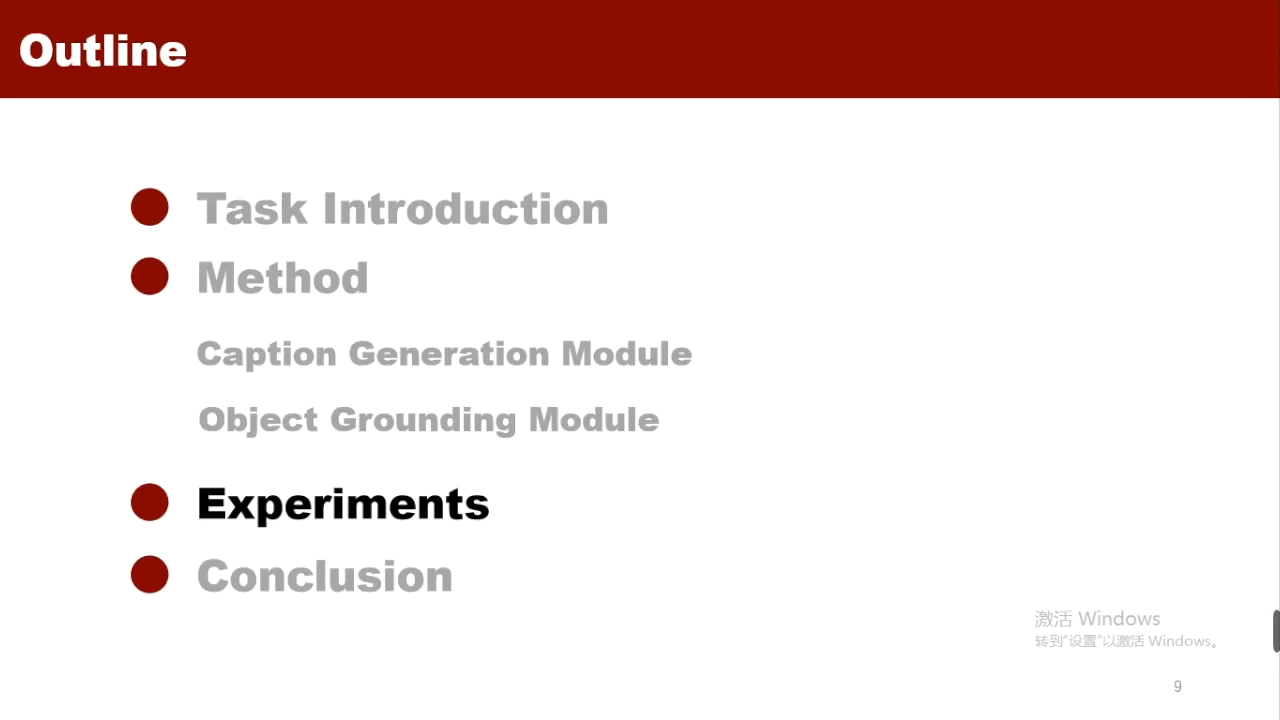 Outline
Task Introduction
Method
Caption Generation Module
Object Grounding Module
Experiments
Conclusion
激活 Windows
转到"设置"以激活 Windows。
9